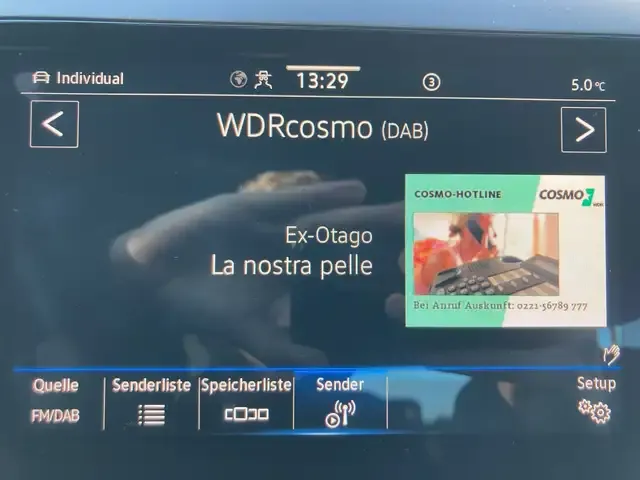 Individual
13:29
3
5.0°C
< WDRcosmo (DAB) >
COSMO-HOTLINE COSMO
WDR
Ex-Otago
La nostra pelle
Bei Anruf Auskunft: 0221-56789 777
Quelle Senderliste Speicherliste Sender Setup
FM/DAB